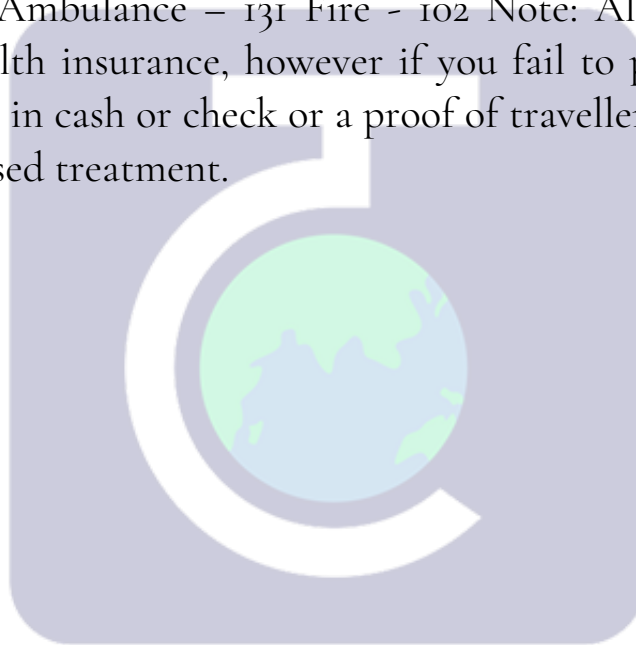 Ambulance – 131 Fire - 102 Note: Al
lth insurance, however if you fail to p
in cash or check or a proof of traveller
sed treatment.